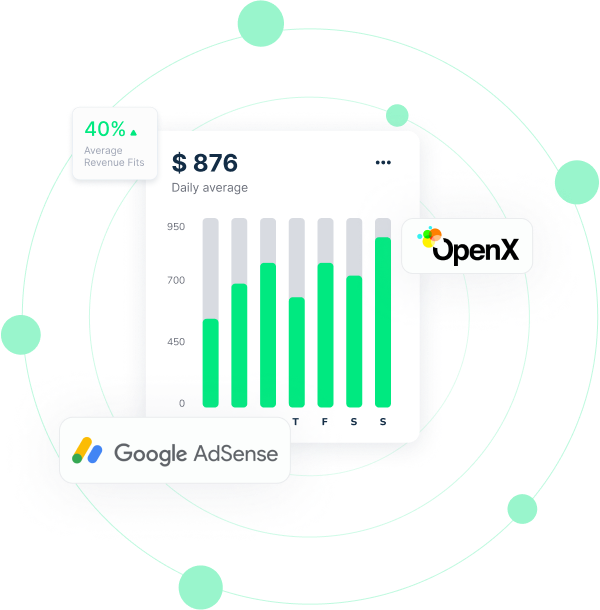 40%
Average
Revenue Fits
$ 876
Daily average
950
700
450
0
T F S S
OpenX
Google AdSense